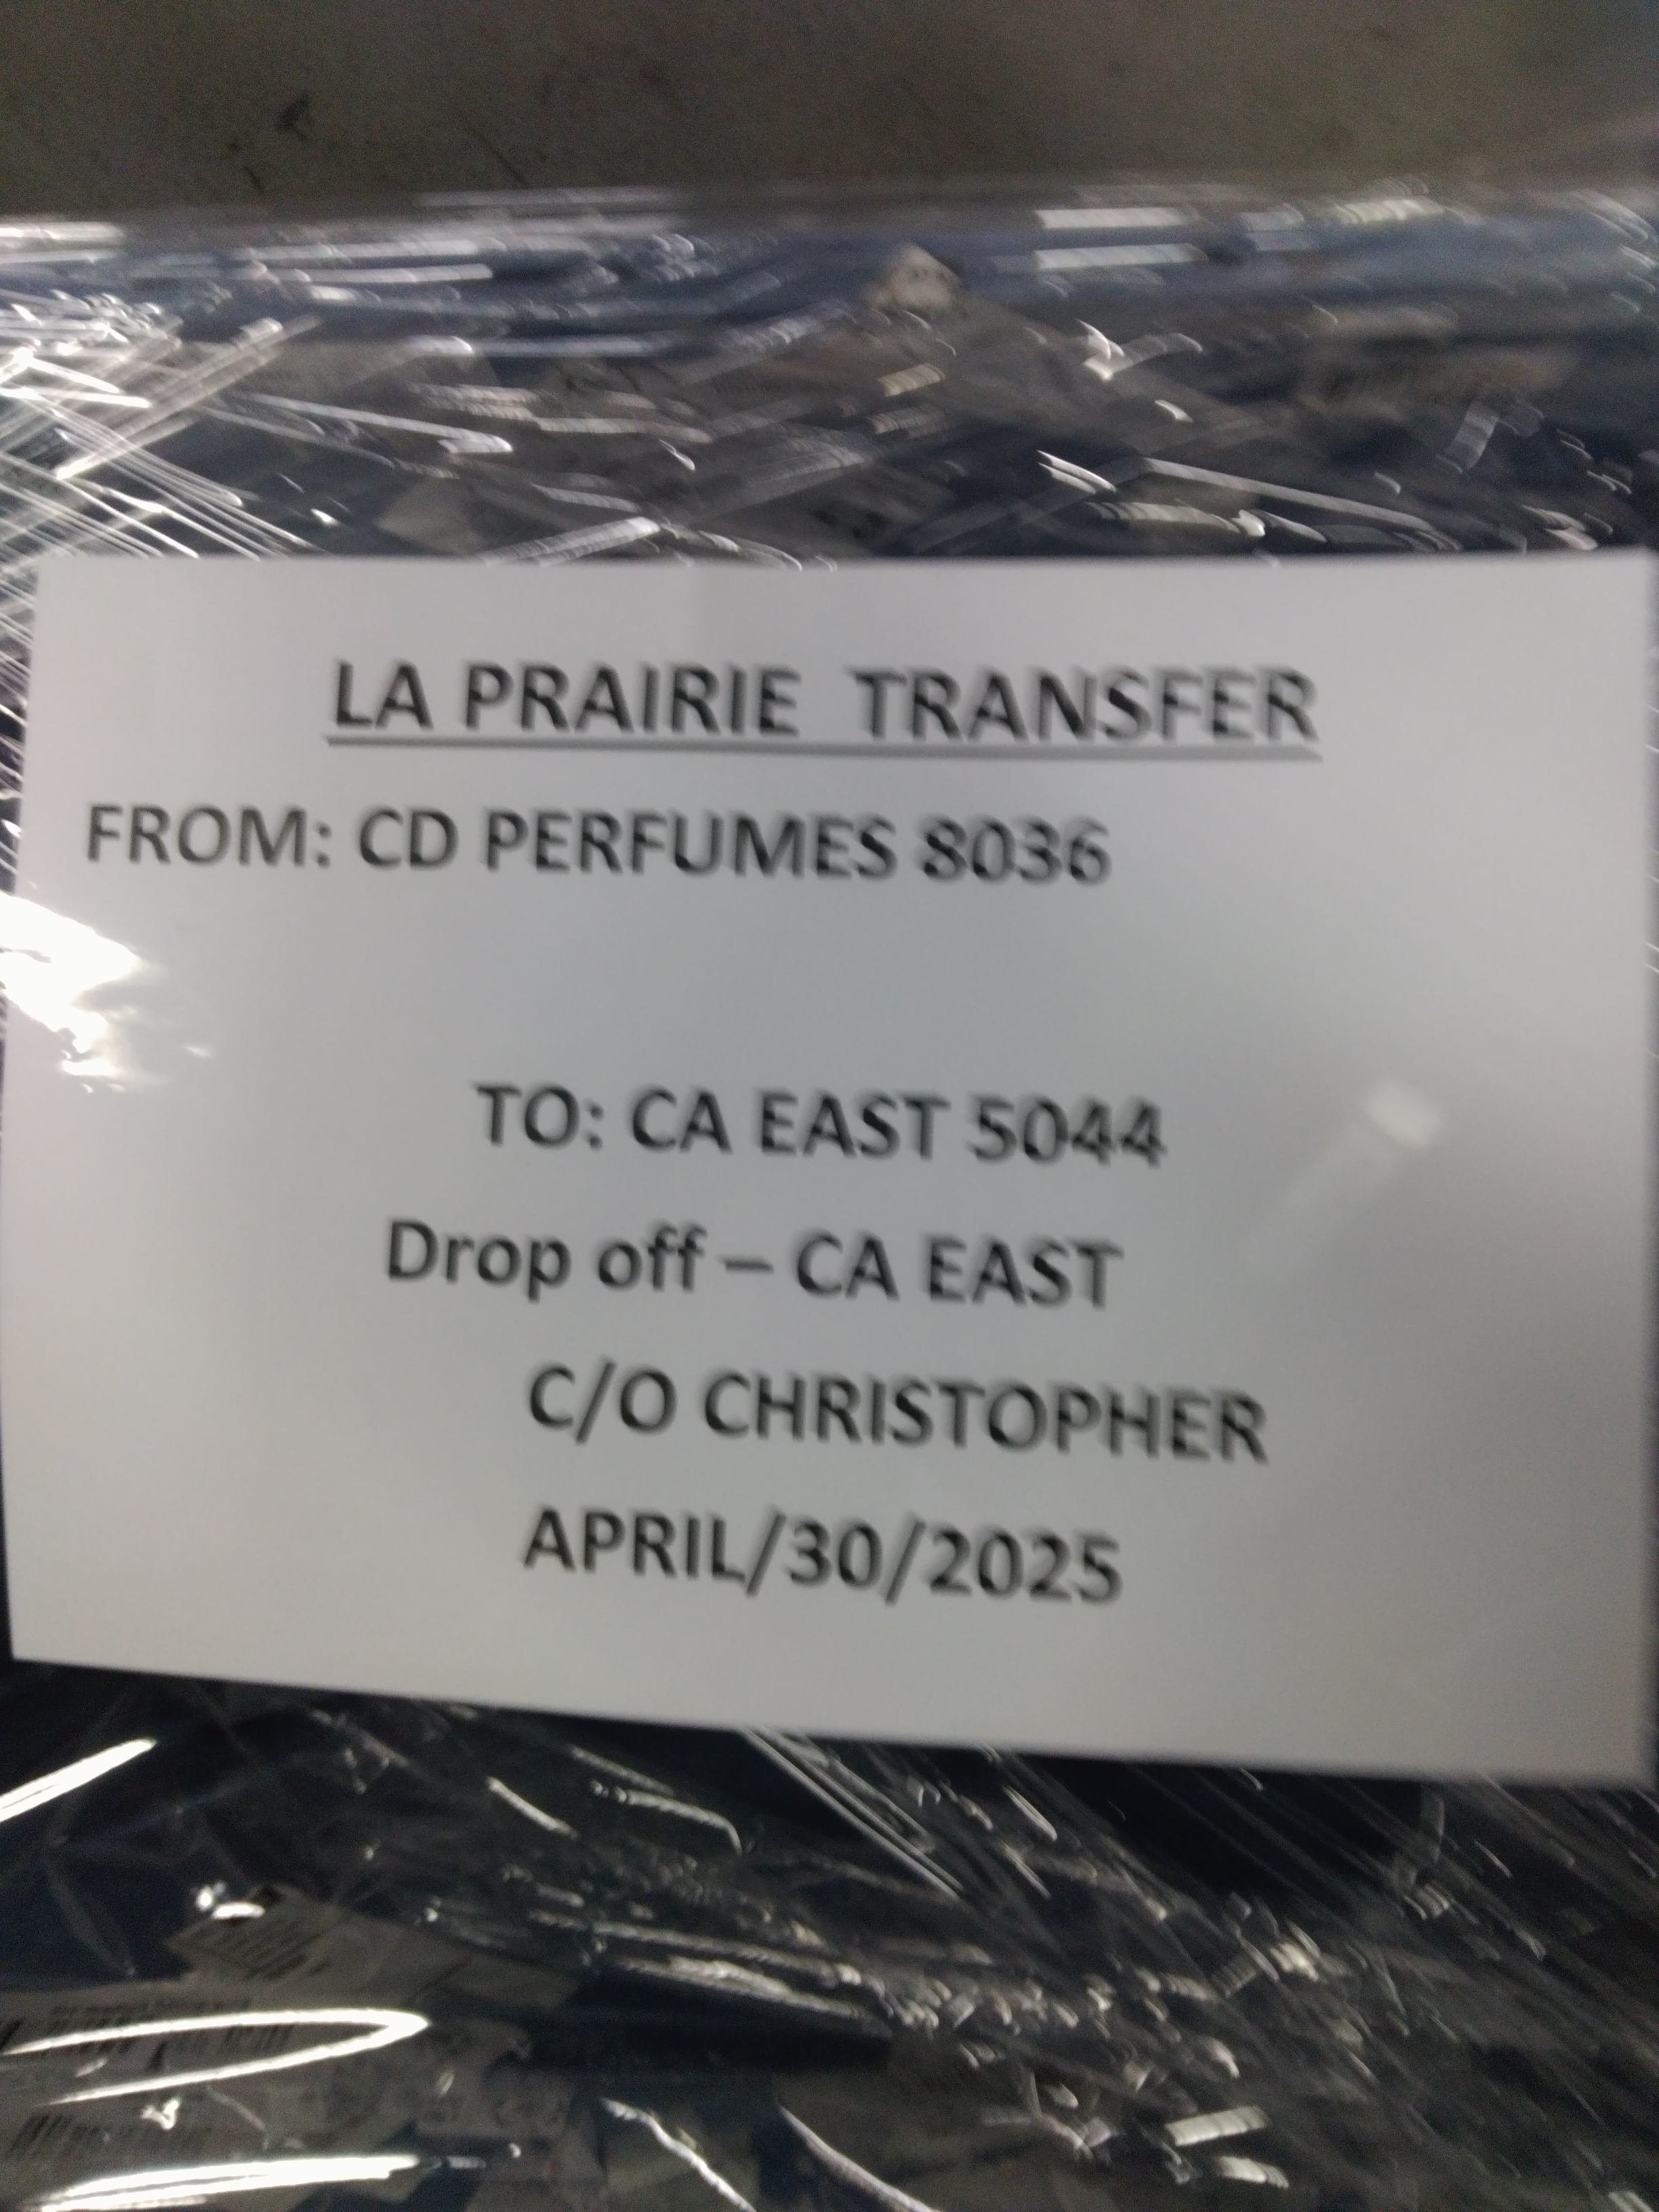 LA PRAIRIE TRANSFER
FROM: CD PERFUMES 8036
TO: CA EAST 5044
Drop off – CA EAST
C/O CHRISTOPHER
APRIL/30/2025